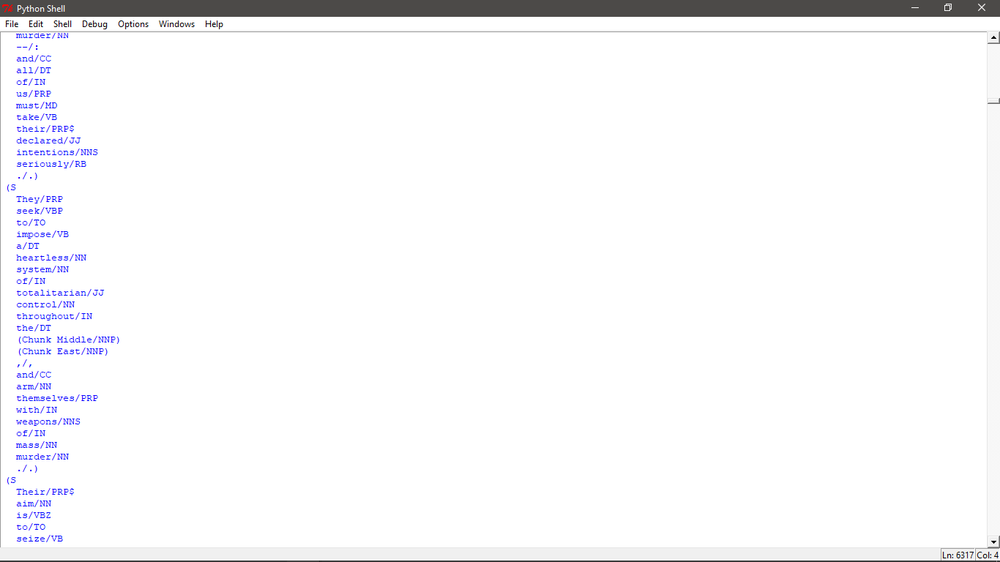 Python Shell
File Edit Shell Debug Options Windows Help
murder/NN
--/:
and/CC
all/DT
of/IN
us/PRP
must/MD
take/VB
their/PRP$
declared/JJ
intentions/NNS
seriously/RB
./.)
(S
They/PRP
seek/VBP
to/TO
impose/VB
a/DT
heartless/NN
system/NN
of/IN
totalitarian/JJ
control/NN
throughout/IN
the/DT
(Chunk Middle/NNP)
(Chunk East/NNP)
,/,
and/CC
arm/NN
themselves/PRP
with/IN
weapons/NNS
of/IN
mass/NN
murder/NN
./.)
(S
Their/PRP$
aim/NN
is/VBZ
to/TO
seize/VB
Ln: 6317 Col: 4